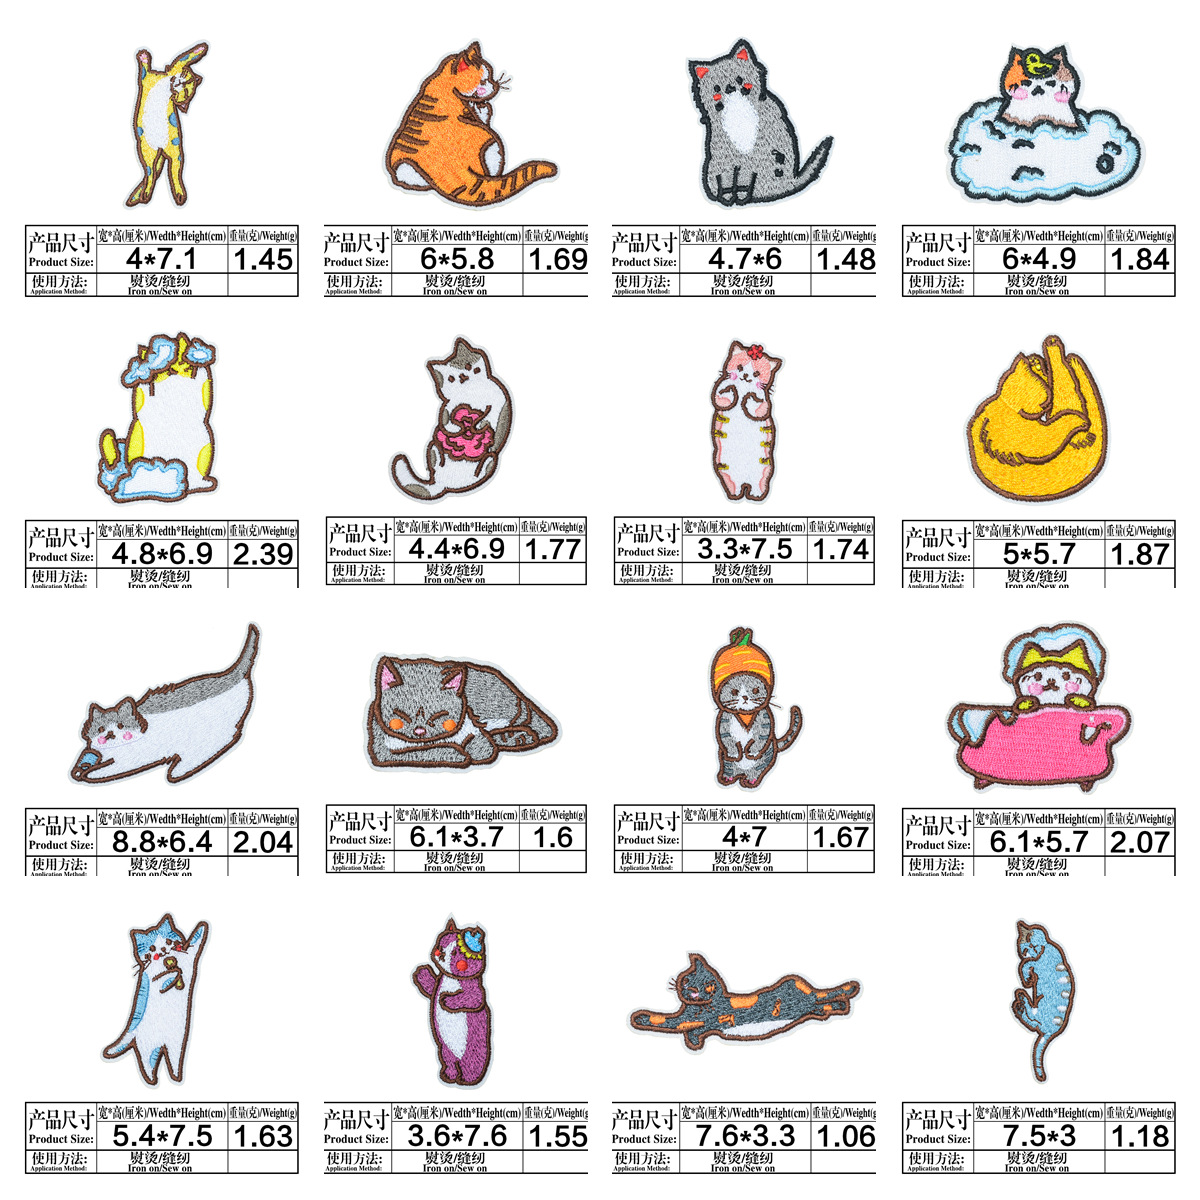 产品尺寸 宽*高(厘米)/Wedth*Height(cm) 重量(克)/Weight(g)
Product Size: 4*7.1 1.45
使用方法: 熨烫/缝纫
Application Method: Iron on/Sew on
产品尺寸 宽*高(厘米)/Wedth*Height(cm) 重量(克)/Weight(g
Product Size: 6*5.8 1.69
使用方法: 熨烫/缝纫
Application Method: Iron on/Sew on
产品尺寸 宽*高(厘米)/Wedth*Height(cm) 重量(克)/Weight(g
Product Size: 4.7*6 1.48
使用方法: 熨烫/缝纫
Application Method: Iron on/Sew on
产品尺寸 宽*高(厘米)/Wedth*Height(cm) 重量(克)/Weight(g)
Product Size: 6*4.9 1.84
使用方法: 熨烫/缝纫
Application Method: Iron on/Sew on
产品尺寸 宽*高(厘米)/Wedth*Height(cm) 重量(克)/Weight(g)
Product Size: 4.8*6.9 2.39
使用方法: 熨烫/缝纫
Application Method: Iron on/Sew on
产品尺寸 宽*高(厘米)/Wedth*Height(cm) 重量(克)/Weight(g)
Product Size: 4.4*6.9 1.77
使用方法: 熨烫/缝纫
Application Method: Iron on/Sew on
产品尺寸 宽*高(厘米)/Wedth*Height(cm) 重量(克)/Weight(g)
Product Size: 3.3*7.5 1.74
使用方法: 熨烫/缝纫
Application Method: Iron on/Sew on
产品尺寸 宽*高(厘米)/Wedth*Height(cm) 重量(克)/Weight(g)
Product Size: 5*5.7 1.87
使用方法: 熨烫/缝纫
Application Method: Iron on/Sew on
产品尺寸 宽*高(厘米)/Wedth*Height(cm) 重量(克)/Weight(g)
Product Size: 8.8*6.4 2.04
使用方法: 熨烫/缝纫
Application Method: Iron on/Sew on
产品尺寸 宽*高(厘米)/Wedth*Height(cm) 重量(克)/Weight(g)
Product Size: 6.1*3.7 1.6
使用方法: 熨烫/缝纫
Application Method: Iron on/Sew on
产品尺寸 宽*高(厘米)/Wedth*Height(cm) 重量(克)/Weight(g)
Product Size: 4*7 1.67
使用方法: 熨烫/缝纫
Application Method: Iron on/Sew on
产品尺寸 宽*高(厘米)/Wedth*Height(cm) 重量(克)/Weight(g)
Product Size: 6.1*5.7 2.07
使用方法: 熨烫/缝纫
Application Method: Iron on/Sew on
产品尺寸 宽*高(厘米)/Wedth*Height(cm) 重量(克)/Weight(g)
Product Size: 5.4*7.5 1.63
使用方法: 熨烫/缝纫
Application Method: Iron on/Sew on
产品尺寸 宽*高(厘米)/Wedth*Height(cm) 重量(克)/Weight(g
Product Size: 3.6*7.6 1.55
使用方法: 熨烫/缝纫
Application Method: Iron on/Sew on
产品尺寸 宽*高(厘米)/Wedth*Height(cm) 重量(克)/Weight(g
Product Size: 7.6*3.3 1.06
使用方法: 熨烫/缝纫
Application Method: Iron on/Sew on
产品尺寸 宽*高(厘米)/Wedth*Height(cm) 重量(克)/Weight(g)
Product Size: 7.5*3 1.18
使用方法: 熨烫/缝纫
Application Method: Iron on/Sew on